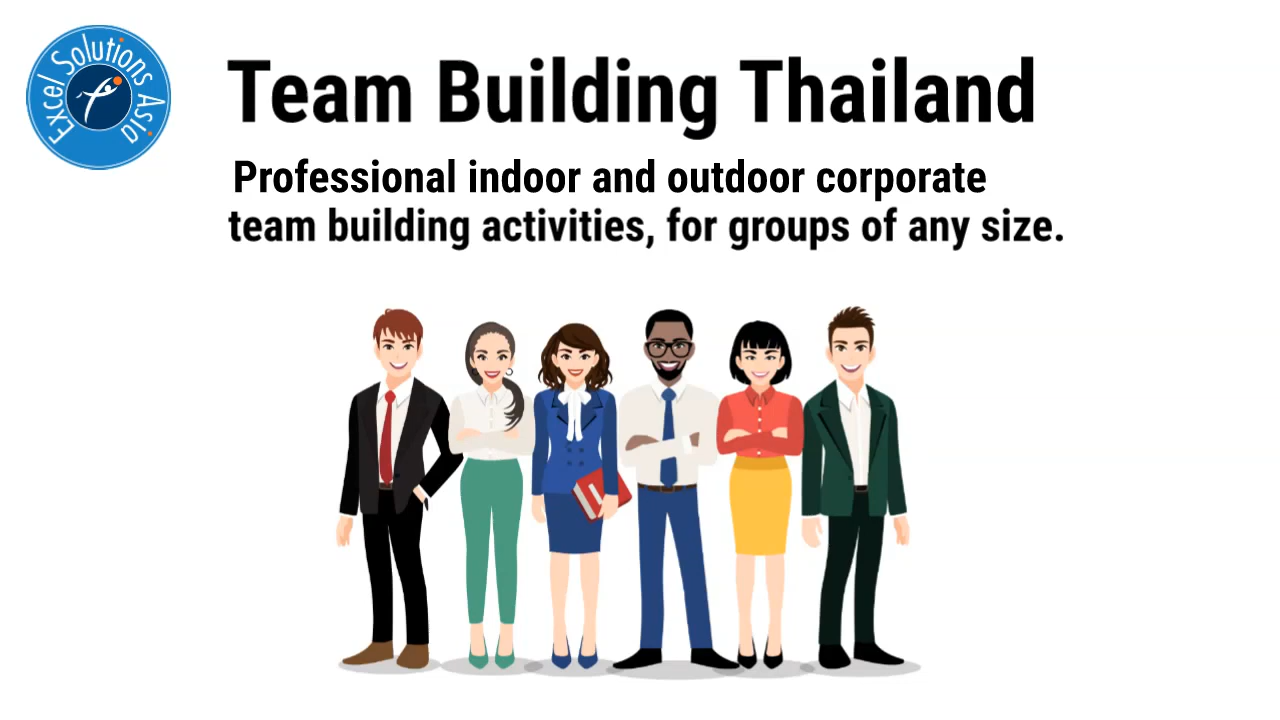 Excel Solutions Asia
Team Building Thailand
Professional indoor and outdoor corporate
team building activities, for groups of any size.